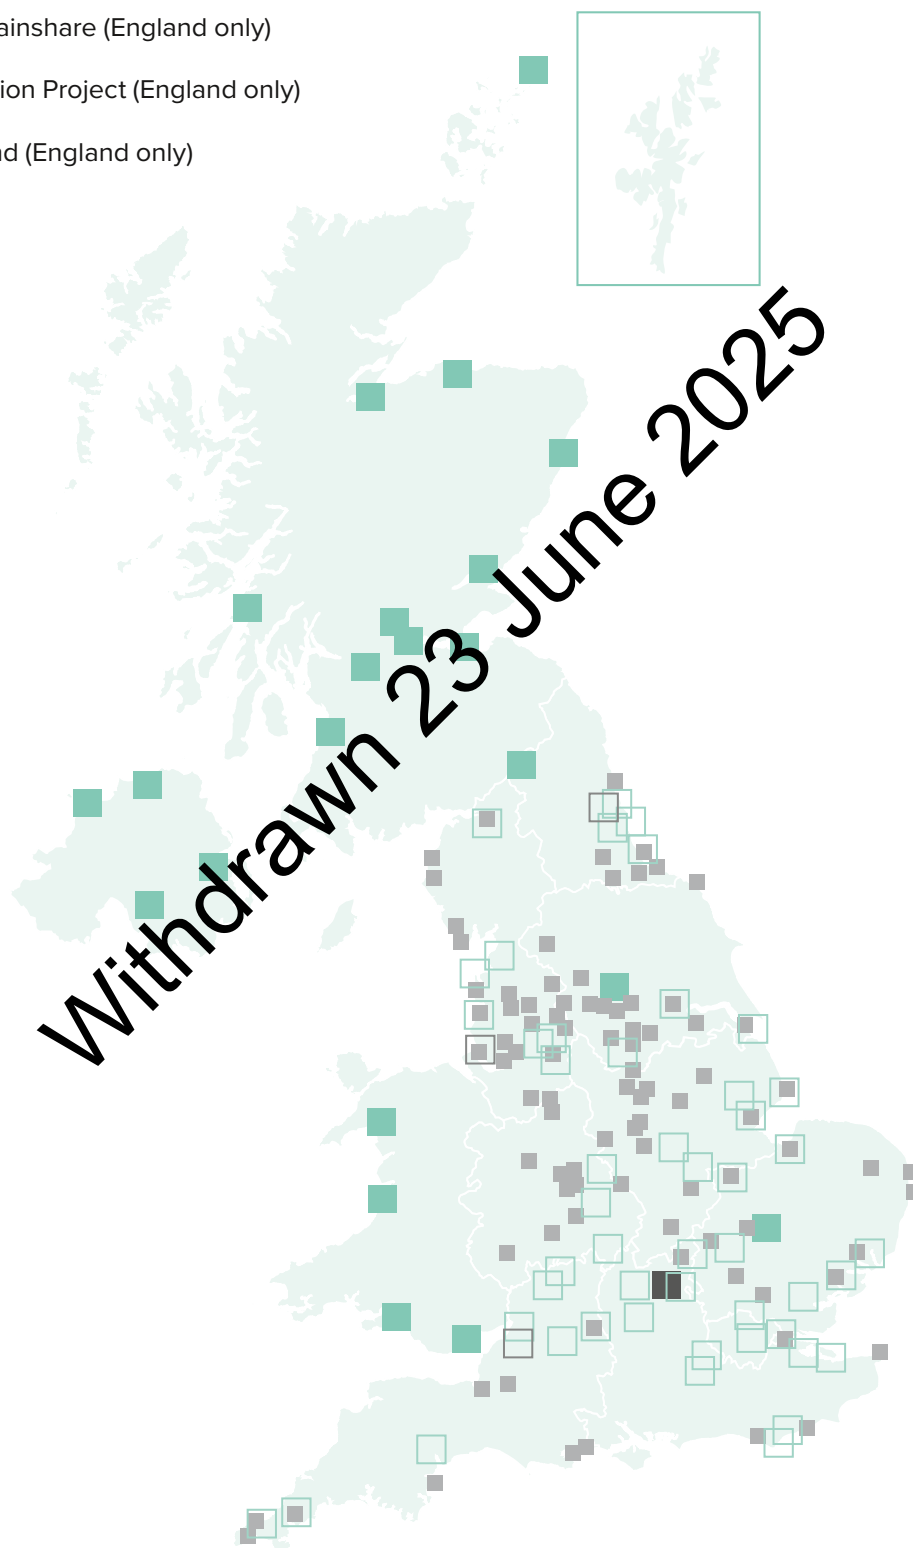 ainshare (England only)
ion Project (England only)
d (England only)
Withdrawn 23 June 2025